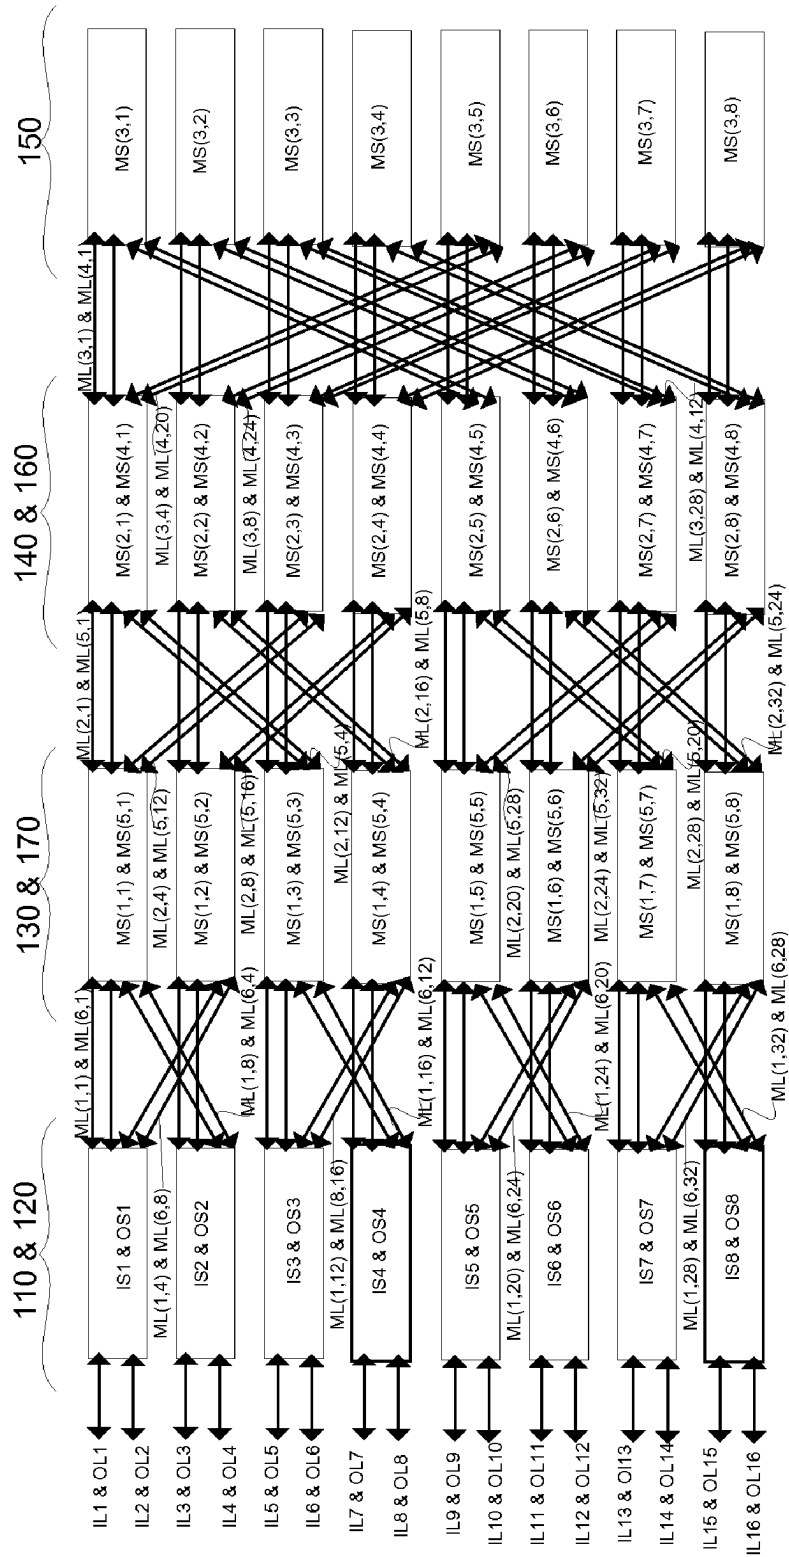 110 & 120
130 & 170
140 & 160
150
IL1 & OL1
IL2 & OL2
IL3 & OL3
IL4 & OL4
IL5 & OL5
IL6 & OL6
IL7 & OL7
IL8 & OL8
IL9 & OL9
IL10 & OL10
IL11 & OL11
IL12 & OL12
IL13 & Ol13
IL14 & OL14
IL15 & OL15
IL16 & OL16
IS1 & OS1
ML(1,4) & ML(6,8)
IS2 & OS2
IS3 & OS3
ML(1,12) & ML(8,16)
IS4 & OS4
IS5 & OS5
ML(1,20) & ML(6,24)
IS6 & OS6
IS7 & OS7
ML(1,28) & ML(6,32)
IS8 & OS8
ML(1,1) & ML(6,1)
ML(1,8) & ML(6,4)
ML(1,16) & ML(6,12)
ML(1,24) & ML(6,20)
ML(1,32) & ML(6,28)
MS(1,1) & MS(5,1)
ML(2,4) & ML(5,12)
MS(1,2) & MS(5,2)
ML(2,8) & ML(5,16)
MS(1,3) & MS(5,3)
ML(2,12) & ML(5,4)
MS(1,4) & MS(5,4)
MS(1,5) & MS(5,5)
ML(2,20) & ML(5,28)
MS(1,6) & MS(5,6)
ML(2,24) & ML(5,32)
MS(1,7) & MS(5,7)
ML(2,28) & ML(5,20)
MS(1,8) & MS(5,8)
ML(2,1) & ML(5,1)
ML(2,16) & ML(5,8)
ML(2,32) & ML(5,24)
MS(2,1) & MS(4,1)
ML(3,4) & ML(4,20)
MS(2,2) & MS(4,2)
ML(3,8) & ML(4,24)
MS(2,3) & MS(4,3)
MS(2,4) & MS(4,4)
MS(2,5) & MS(4,5)
MS(2,6) & MS(4,6)
MS(2,7) & MS(4,7)
ML(3,28) & ML(4,12)
MS(2,8) & MS(4,8)
ML(3,1) & ML(4,1
MS(3,1)
MS(3,2)
MS(3,3)
MS(3,4)
MS(3,5)
MS(3,6)
MS(3,7)
MS(3,8)